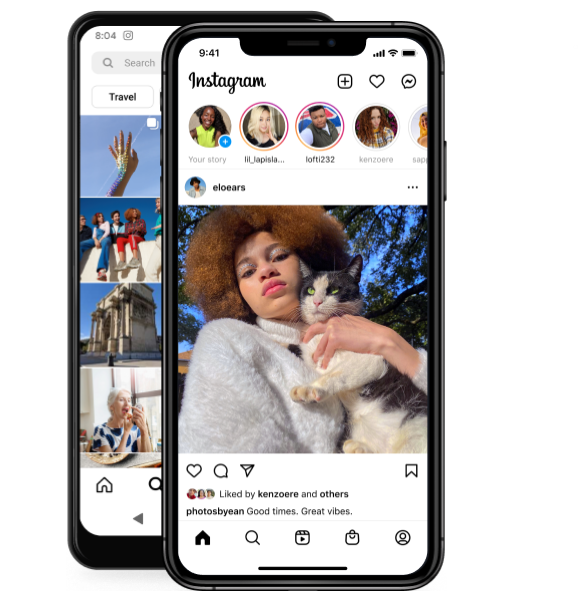 8:04
Search
Travel
9:41
Instagram
Your story
lil_lapisla...
lofti232
kenzoere
sapp
eloears
Liked by kenzoere and others
photosbyean Good times. Great vibes.